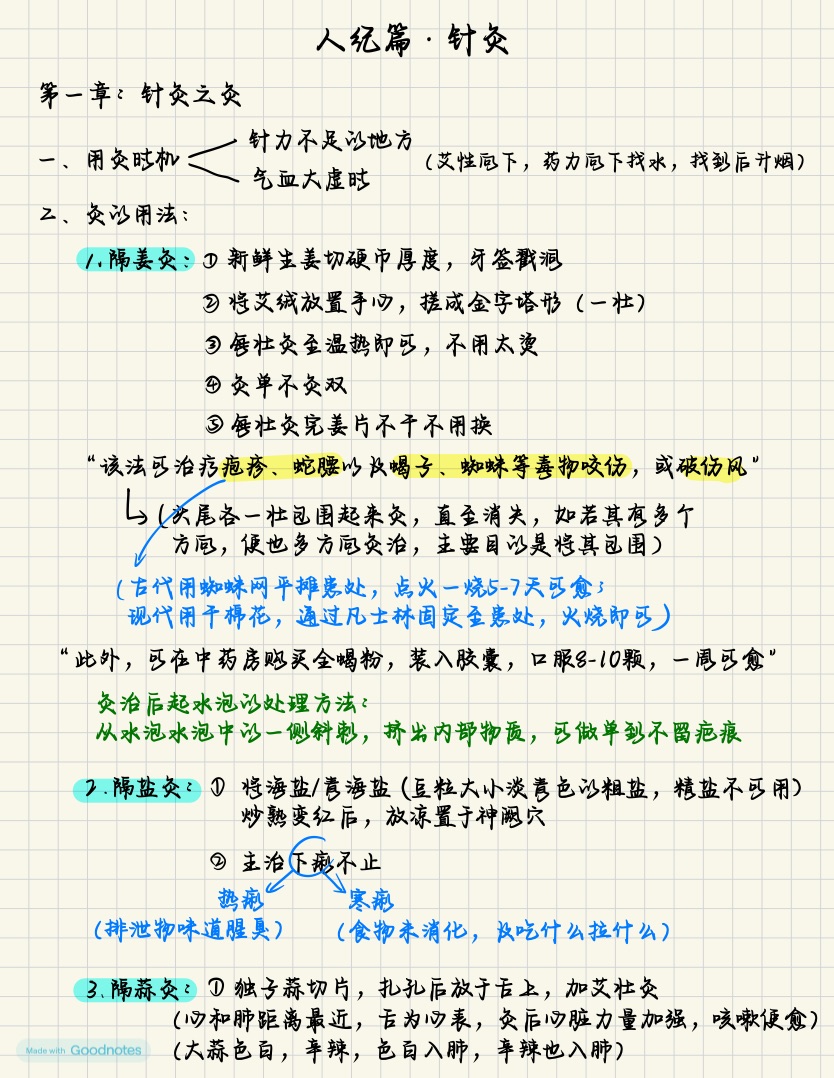 人纪篇·针灸
第一章：针灸之灸
一、用灸时机
针力不足的地方
气血大虚时
（艾性向下，药力向下找水，找到后升烟）
二、灸的用法：
1.隔姜灸：① 新鲜生姜切硬币厚度，牙签戳洞
② 将艾绒放置手心，搓成金字塔形（一壮）
③ 每壮灸至温热即可，不用太烫
④ 灸单不灸双
⑤ 每壮灸完姜片不干不用换
“该法可治疗疱疹、蛇腰以及蝎子、蜘蛛等毒物咬伤，或破伤风”
（头尾各一壮包围起来灸，直至消失，如若其有多个
方向，便也多方向灸治，主要目的是将其包围）
（古代用蜘蛛网平摊患处，点火一烧5-7天可愈；
现代用干棉花，通过凡士林固定至患处，火烧即可）
“此外，可在中药房购买全蝎粉，装入胶囊，口服8-10颗，一周可愈”
灸治后起水泡的处理方法：
从水泡水泡中的一侧斜刺，挤出内部物质，可做单到不留疤痕
2.隔盐灸：① 将海盐/青海盐（豆粒大小淡青色的粗盐，精盐不可用）
炒熟变红后，放凉置于神阙穴
② 主治下痢不止
热痢
寒痢
（排泄物味道腥臭）
（食物未消化，及吃什么拉什么）
3.隔蒜灸：① 独子蒜切片，扎孔后放于舌上，加艾壮灸
（心和肺距离最近，舌为心表，灸后心脏力量加强，咳嗽便愈）
（大蒜色白，辛辣，色白入肺，辛辣也入肺）
Made with Goodnotes